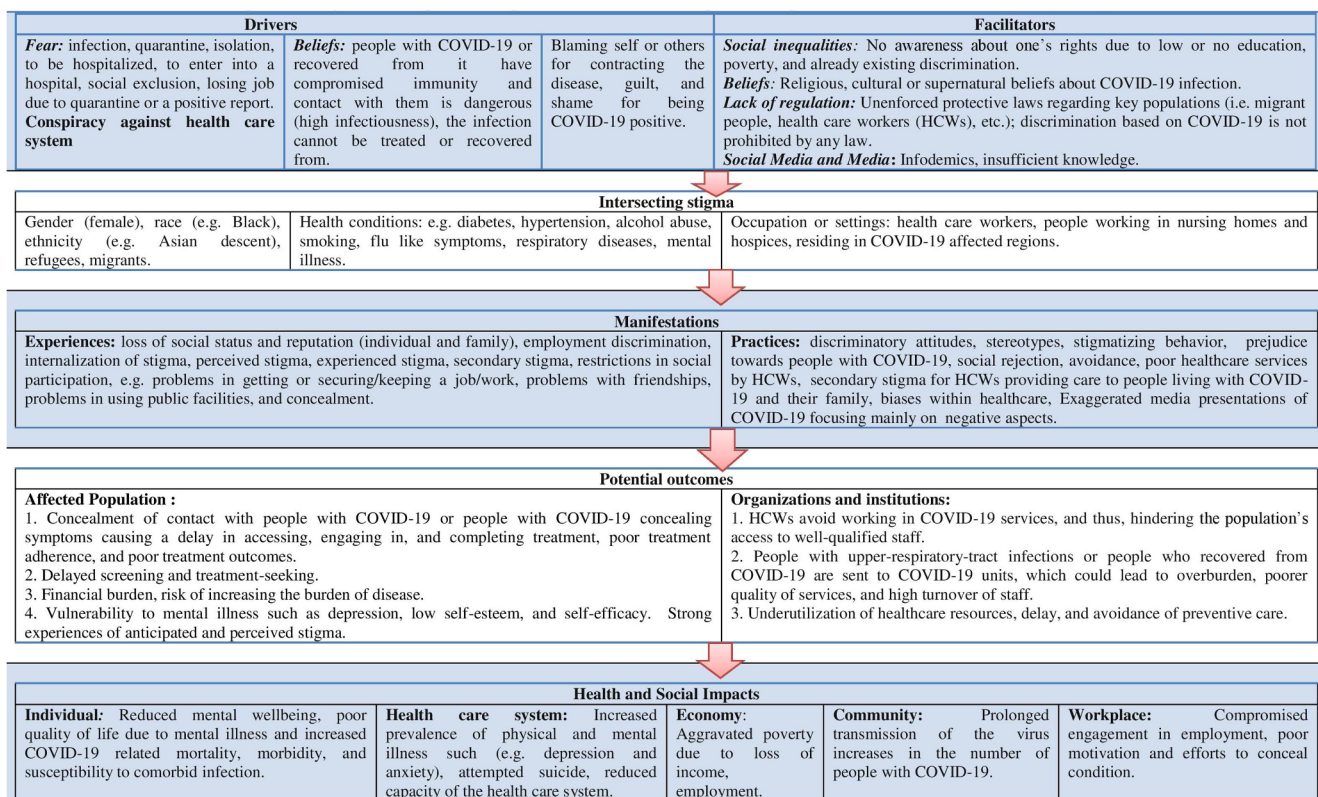 Drivers
Fear: infection, quarantine, isolation,
to be hospitalized, to enter into a
hospital, social exclusion, losing job
due to quarantine or a positive report.
Conspiracy against health care
system
Beliefs: people with COVID-19 or
recovered from it have
compromised immunity and
contact with them is dangerous
(high infectiousness), the infection
cannot be treated or recovered
from.
Blaming self or others
for contracting the
disease, guilt, and
shame for being
COVID-19 positive.
Facilitators
Social inequalities: No awareness about one's rights due to low or no education,
poverty, and already existing discrimination.
Beliefs: Religious, cultural or supernatural beliefs about COVID-19 infection.
Lack of regulation: Unenforced protective laws regarding key populations (i.e. migrant
people, health care workers (HCWs), etc.); discrimination based on COVID-19 is not
prohibited by any law.
Social Media and Media: Infodemics, insufficient knowledge.
Intersecting stigma
Gender (female), race (e.g. Black),
ethnicity (e.g. Asian descent),
refugees, migrants.
Health conditions: e.g. diabetes, hypertension, alcohol abuse,
smoking, flu like symptoms, respiratory diseases, mental
illness.
Occupation or settings: health care workers, people working in nursing homes and
hospices, residing in COVID-19 affected regions.
Manifestations
Experiences: loss of social status and reputation (individual and family), employment discrimination,
internalization of stigma, perceived stigma, experienced stigma, secondary stigma, restrictions in social
participation, e.g. problems in getting or securing/keeping a job/work, problems with friendships,
problems in using public facilities, and concealment.
Practices: discriminatory attitudes, stereotypes, stigmatizing behavior, prejudice
towards people with COVID-19, social rejection, avoidance, poor healthcare services
by HCWs, secondary stigma for HCWs providing care to people living with COVID-
19 and their family, biases within healthcare, Exaggerated media presentations of
COVID-19 focusing mainly on negative aspects.
Potential outcomes
Affected Population :
1. Concealment of contact with people with COVID-19 or people with COVID-19 concealing
symptoms causing a delay in accessing, engaging in, and completing treatment, poor treatment
adherence, and poor treatment outcomes.
2. Delayed screening and treatment-seeking.
3. Financial burden, risk of increasing the burden of disease.
4. Vulnerability to mental illness such as depression, low self-esteem, and self-efficacy. Strong
experiences of anticipated and perceived stigma.
Organizations and institutions:
1. HCWs avoid working in COVID-19 services, and thus, hindering the population's
access to well-qualified staff.
2. People with upper-respiratory-tract infections or people who recovered from
COVID-19 are sent to COVID-19 units, which could lead to overburden, poorer
quality of services, and high turnover of staff.
3. Underutilization of healthcare resources, delay, and avoidance of preventive care.
Health and Social Impacts
Individual: Reduced mental wellbeing, poor
quality of life due to mental illness and increased
COVID-19 related mortality, morbidity, and
susceptibility to comorbid infection.
Health care system: Increased
prevalence of physical and mental
illness such (e.g. depression and
anxiety), attempted suicide, reduced
capacity of the health care system.
Economy:
Aggravated poverty
due to loss of
income,
employment.
Community: Prolonged
transmission of the virus
increases in the number of
people with COVID-19.
Workplace: Compromised
engagement in employment, poor
motivation and efforts to conceal
condition.